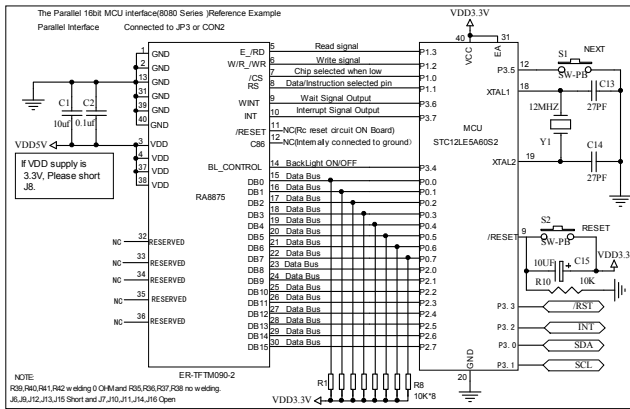 The Parallel 16bit MCU interface(8080 Series )Reference Example
Parallel Interface Connected to JP3 or CON2
VDD3.3V
1 GND
2 GND
13 GND
31 GND
39 GND
40 GND
C1 10uf
C2 0.1uf
VDD5V
3 VDD
4 VDD
37 VDD
38 VDD
If VDD supply is
3.3V, Please short
J8.
NC 32 RESERVED
NC 33 RESERVED
NC 34 RESERVED
NC 35 RESERVED
NC 36 RESERVED
RA8875
ER-TFTM090-2
E_/RD 5 Read signal P1.3
W/R_/WR 6 Write signal P1.2
/CS 7 Chip selected when low P1.0
RS 8 Data/Instruction selected pin P1.1
WINT 9 Wait Signal Output P3.6
INT 10 Interrupt Signal Output P3.7
/RESET 11 NC(Rc reset circuit ON Board)
C86 12 NC(Internally connected to ground)
BL_CONTROL 14 BackLight ON/OFF P3.4
DB0 15 Data Bus P0.0
DB1 16 Data Bus P0.1
DB2 17 Data Bus P0.2
DB3 18 Data Bus P0.3
DB4 19 Data Bus P0.4
DB5 20 Data Bus P0.5
DB6 21 Data Bus P0.6
DB7 22 Data Bus P0.7
DB8 23 Data Bus P2.0
DB9 24 Data Bus P2.1
DB10 25 Data Bus P2.2
DB11 26 Data Bus P2.3
DB12 27 Data Bus P2.4
DB13 28 Data Bus P2.5
DB14 29 Data Bus P2.6
DB15 30 Data Bus P2.7
R1
R8
10K*8
VDD3.3V
40 VCC
31 EA
MCU
STC12LE5A60S2
GND
20
P3.5 12
S1 NEXT
SW-PB
XTAL1 18
C13
27PF
12MHZ
Y1
XTAL2 19
C14
27PF
/RESET 9
S2 RESET
SW-PB
10UF + C15
VDD3.3
R10 10K
P3. 3 /RST
P3. 2 INT
P3. 0 SDA
P3. 1 SCL
NOTE:
R39,R40,R41,R42 welding 0 OHM and R35,R36,R37,R38 no welding.
J6,J9,J12,J13,J15 Short and J7,J10,J11,J14,J16 Open